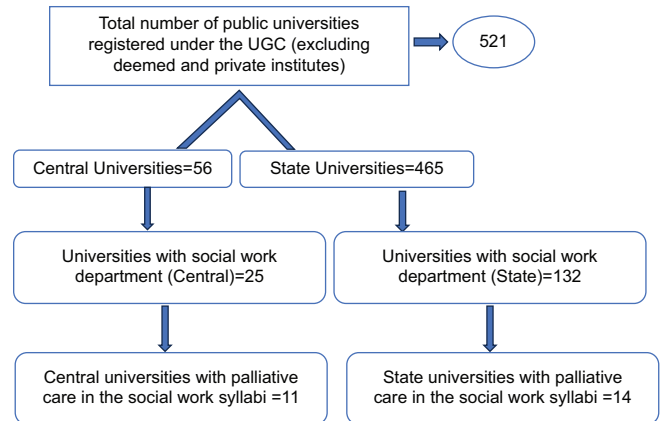 Total number of public universities
registered under the UGC (excluding
deemed and private institutes)
521
Central Universities=56
State Universities=465
Universities with social work
department (Central)=25
Universities with social work
department (State)=132
Central universities with palliative
care in the social work syllabi =11
State universities with palliative
care in the social work syllabi =14